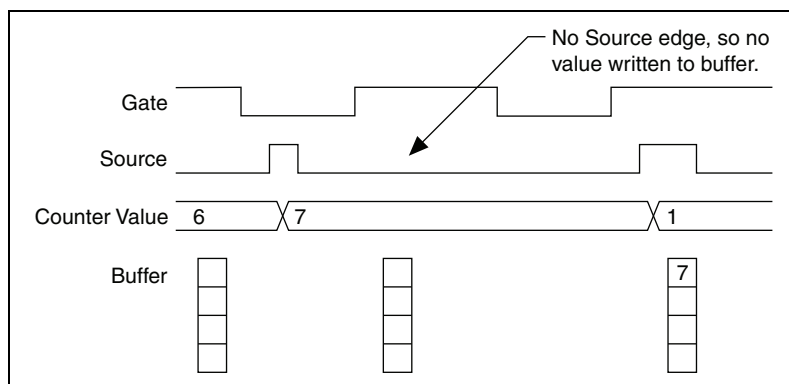 No Source edge, so no
value written to buffer.
Gate
Source
Counter Value 6 7 1
Buffer 7